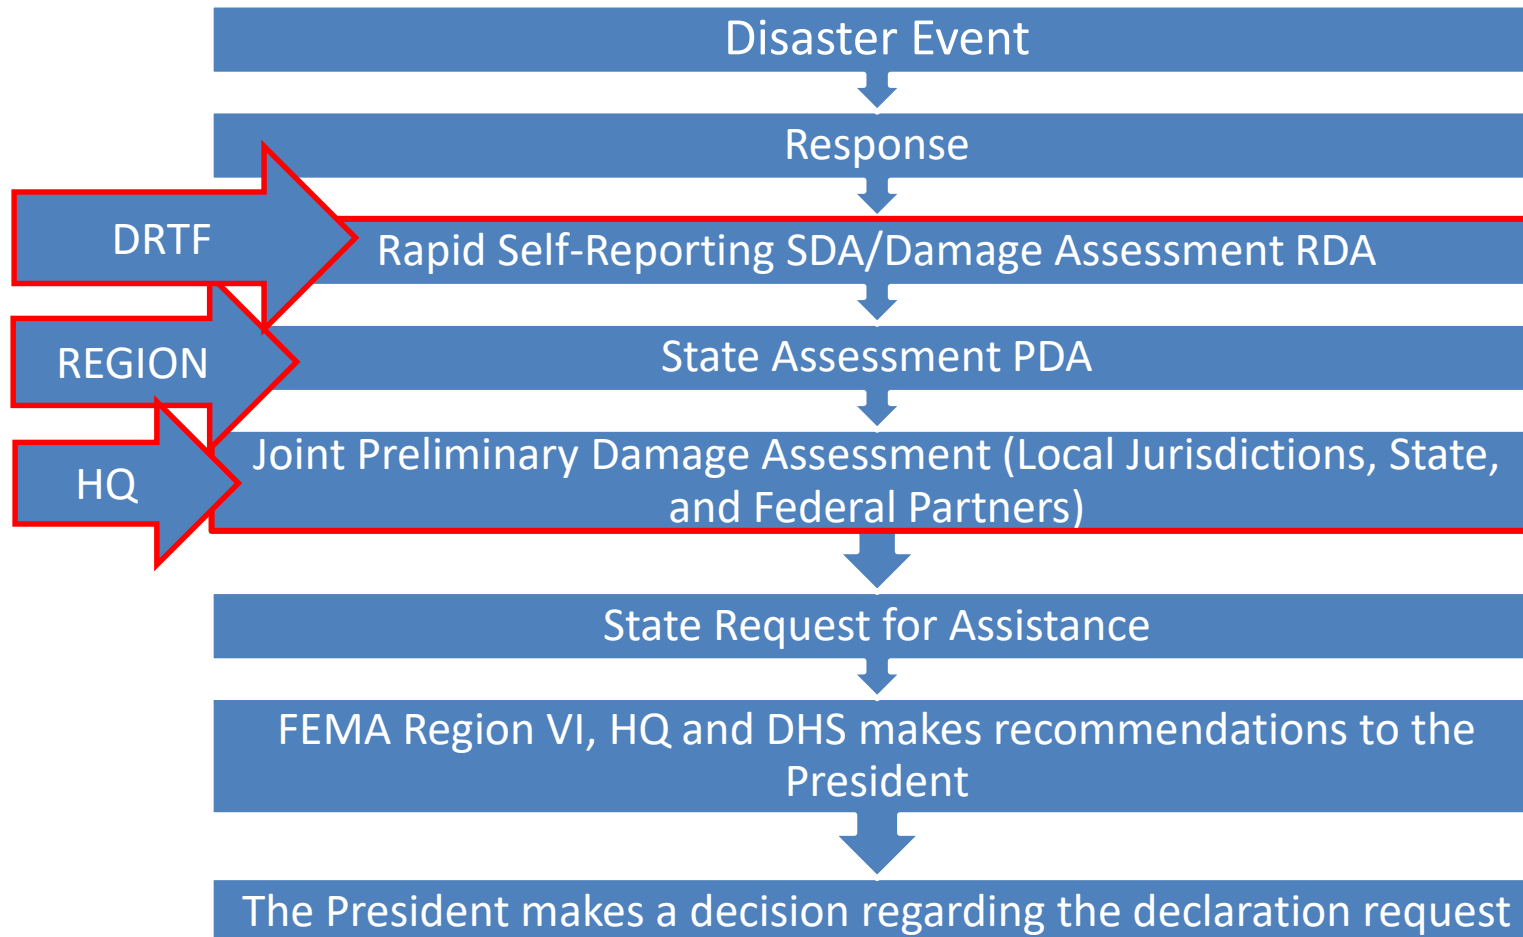 Disaster Event
Response
DRTF
Rapid Self-Reporting SDA/Damage Assessment RDA
REGION
State Assessment PDA
HQ
Joint Preliminary Damage Assessment (Local Jurisdictions, State,
and Federal Partners)
State Request for Assistance
FEMA Region VI, HQ and DHS makes recommendations to the
President
The President makes a decision regarding the declaration request